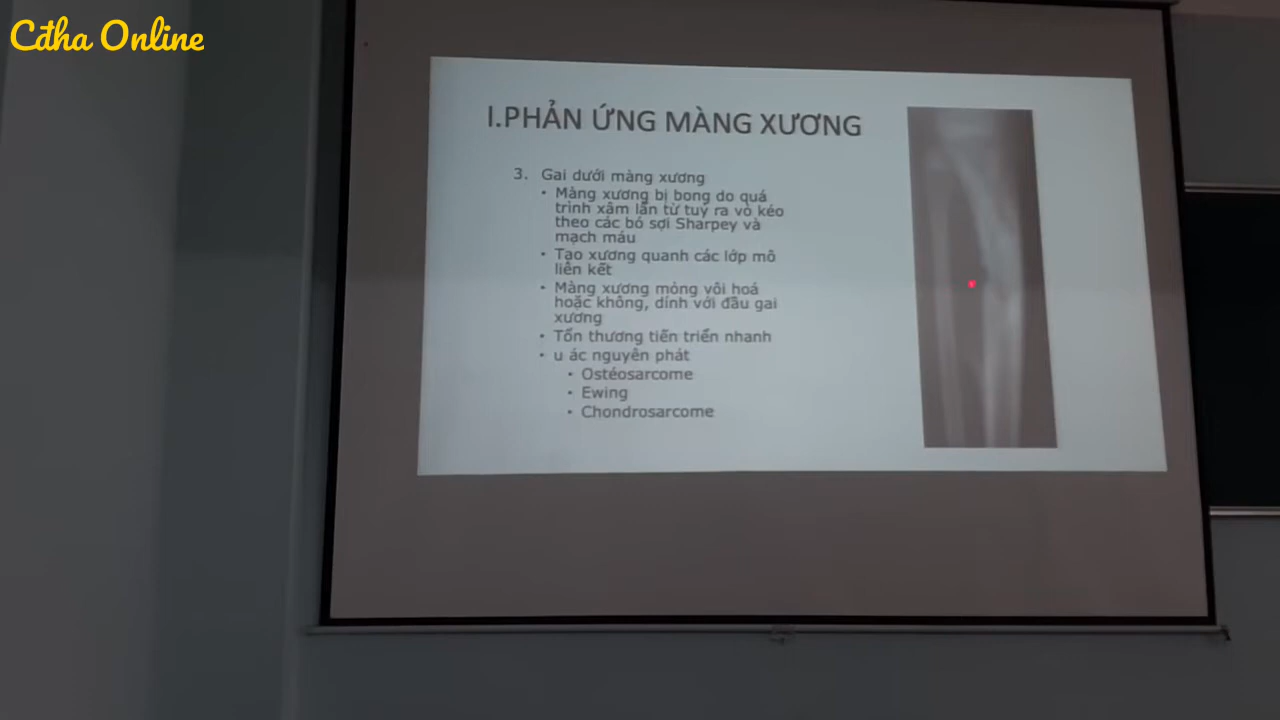 Cđha Online
I.PHẢN ỨNG MÀNG XƯƠNG
3. Gai dưới màng xương
• Màng xương bị bong do quá
trình xâm lấn từ tuỷ ra vỏ kéo
theo các bó sợi Sharpey và
mạch máu
• Tạo xương quanh các lớp mô
liên kết
• Màng xương mỏng vôi hoá
hoặc không, dính với đầu gai
xương
• Tổn thương tiến triển nhanh
• u ác nguyên phát
• Ostéosarcome
• Ewing
• Chondrosarcome